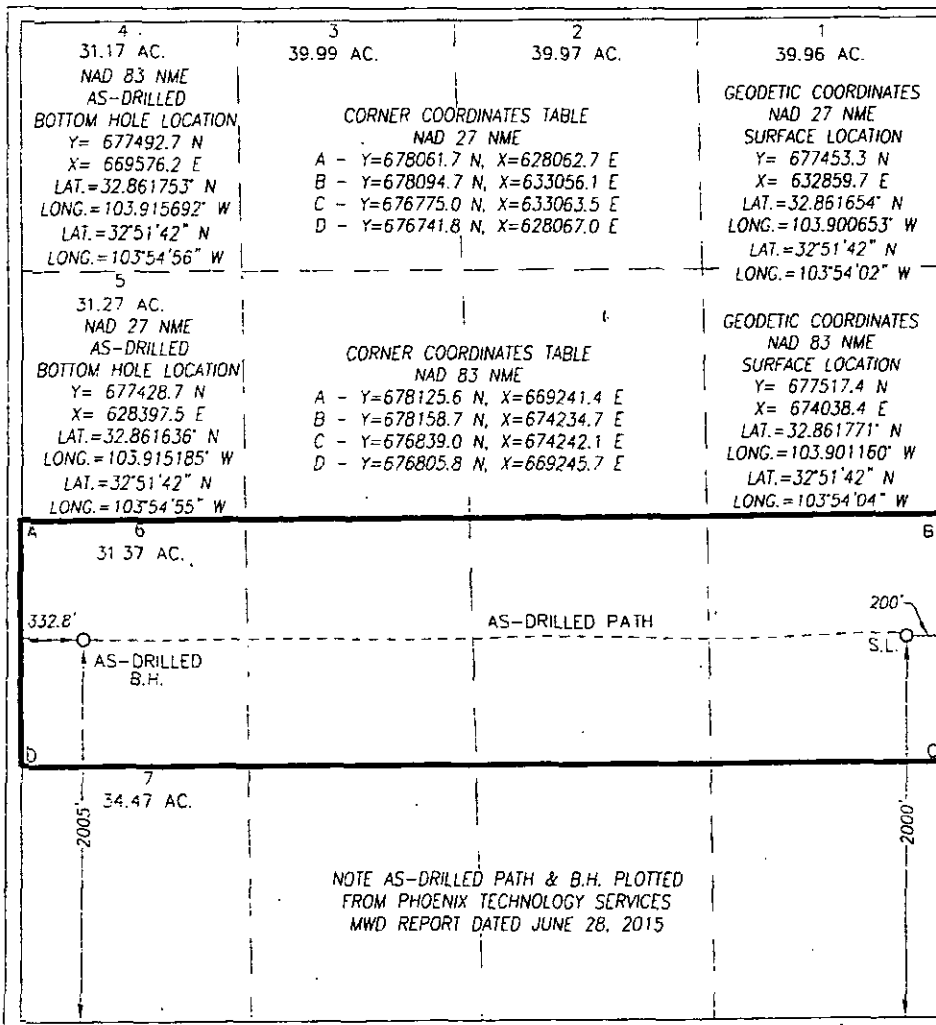 4
31.17 AC.
NAD 83 NME
AS-DRILLED
BOTTOM HOLE LOCATION
Y= 677492.7 N
X= 669576.2 E
LAT.=32.861753° N
LONG.=103.915692° W
LAT.=32°51'42" N
LONG.=103°54'56" W
3
39.99 AC.
2
39.97 AC.
CORNER COORDINATES TABLE
NAD 27 NME
A - Y=678061.7 N, X=628062.7 E
B - Y=678094.7 N, X=633056.1 E
C - Y=676775.0 N, X=633063.5 E
D - Y=676741.8 N, X=628067.0 E
1
39.96 AC.
GEODETIC COORDINATES
NAD 27 NME
SURFACE LOCATION
Y= 677453.3 N
X= 632859.7 E
LAT.=32.861654° N
LONG.=103.900653° W
LAT.=32°51'42" N
LONG.=103°54'02" W
5
31.27 AC.
NAD 27 NME
AS-DRILLED
BOTTOM HOLE LOCATION
Y= 677428.7 N
X= 628397.5 E
LAT.=32.861636° N
LONG.=103.915185° W
LAT.=32°51'42" N
LONG.=103°54'55" W
CORNER COORDINATES TABLE
NAD 83 NME
A - Y=678125.6 N, X=669241.4 E
B - Y=678158.7 N, X=674234.7 E
C - Y=676839.0 N, X=674242.1 E
D - Y=676805.8 N, X=669245.7 E
GEODETIC COORDINATES
NAD 83 NME
SURFACE LOCATION
Y= 677517.4 N
X= 674038.4 E
LAT.=32.861771° N
LONG.=103.901160° W
LAT.=32°51'42" N
LONG.=103°54'04" W
A
6
B
31 37 AC.
332.8'
AS-DRILLED PATH
200'
AS-DRILLED
B.H.
S.L.
D
C
7
34.47 AC.
2005'
2000'
NOTE AS-DRILLED PATH & B.H. PLOTTED
FROM PHOENIX TECHNOLOGY SERVICES
MWD REPORT DATED JUNE 28, 2015